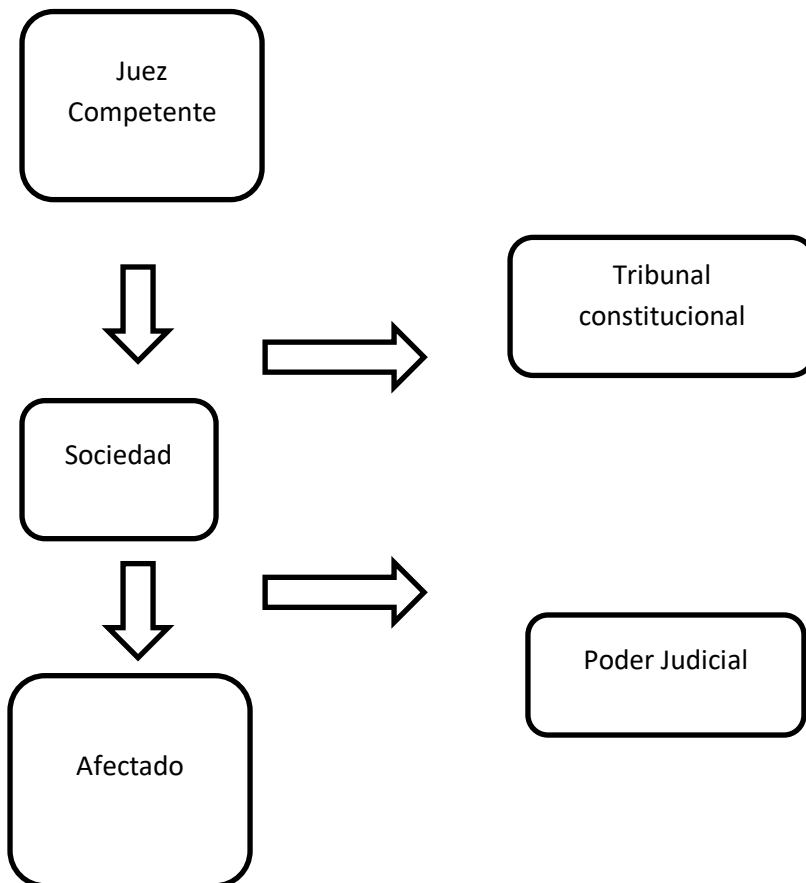 Juez
Competente
Tribunal
constitucional
Sociedad
Poder Judicial
Afectado